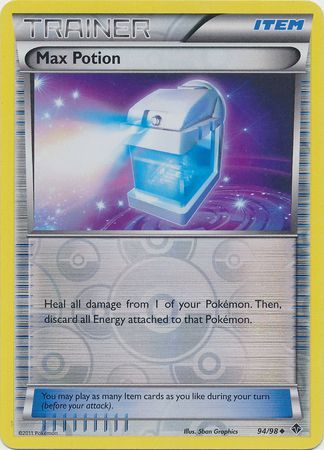 TRAINER
ITEM
Max Potion
Heal all damage from 1 of your Pokémon. Then,
discard all Energy attached to that Pokémon.
You may play as many Item cards as you like during your turn
(before your attack).
©2011 Pokémon
Illus. 5ban Graphics
94/98